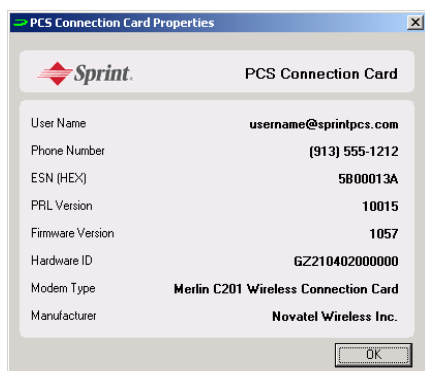 PCS Connection Card Properties
Sprint. PCS Connection Card
User Name username@sprintpcs.com
Phone Number (913) 555-1212
ESN (HEX) 5B00013A
PRL Version 10015
Firmware Version 1057
Hardware ID GZ210402000000
Modem Type Merlin C201 Wireless Connection Card
Manufacturer Novatel Wireless Inc.
OK